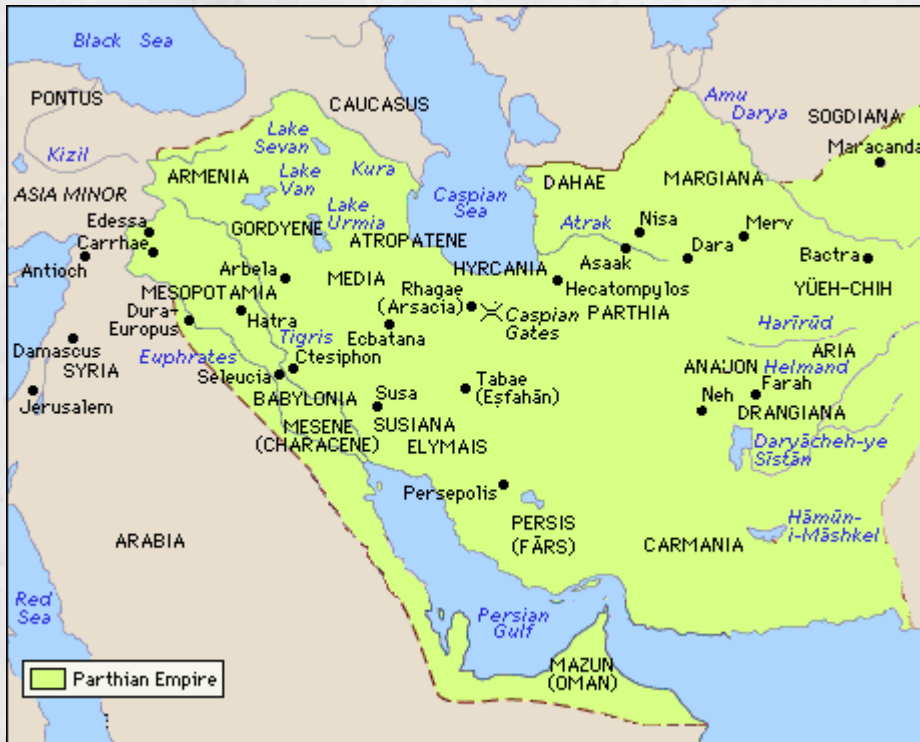 Black Sea
PONTUS
CAUCASUS
Amu
Darya
SOGDIANA
Maracanda
Kizil
Lake
Sevan
Kura
ARMENIA
Lake
Van
ASIA MINOR
Caspian
Sea
DAHAE
MARGIANA
Lake
Urmia
Edessa
GORDYENE
ATROPATENE
Atrak
Nisa
Merv
Carrhae
Antioch
Arbela
MEDIA
HYRCANIA
Asaak
Dara
Bactra
MESOPOTAMIA
Rhagae
(Arsacia)
Hecatompylos
YÜEH-CHIH
Dura-
Europus
Hatra
Caspian
Gates
PARTHIA
Harīrūd
Tigris
Ecbatana
Damascus
SYRIA
Euphrates
Ctesiphon
ARIA
Seleucia
ANAUON
Helmand
Jerusalem
BABYLONIA
Susa
Tabae
(Eşfahān)
Neh
Farah
MESENE
(CHARACENE)
SUSIANA
DRANGIANA
ELYMAIS
Daryācheh-ye
Sīstān
Persepolis
PERSIS
(FĀRS)
Hāmūn-
i-Māshkel
ARABIA
CARMANIA
Red
Sea
Persian
Gulf
MAZUN
(OMAN)
Parthian Empire